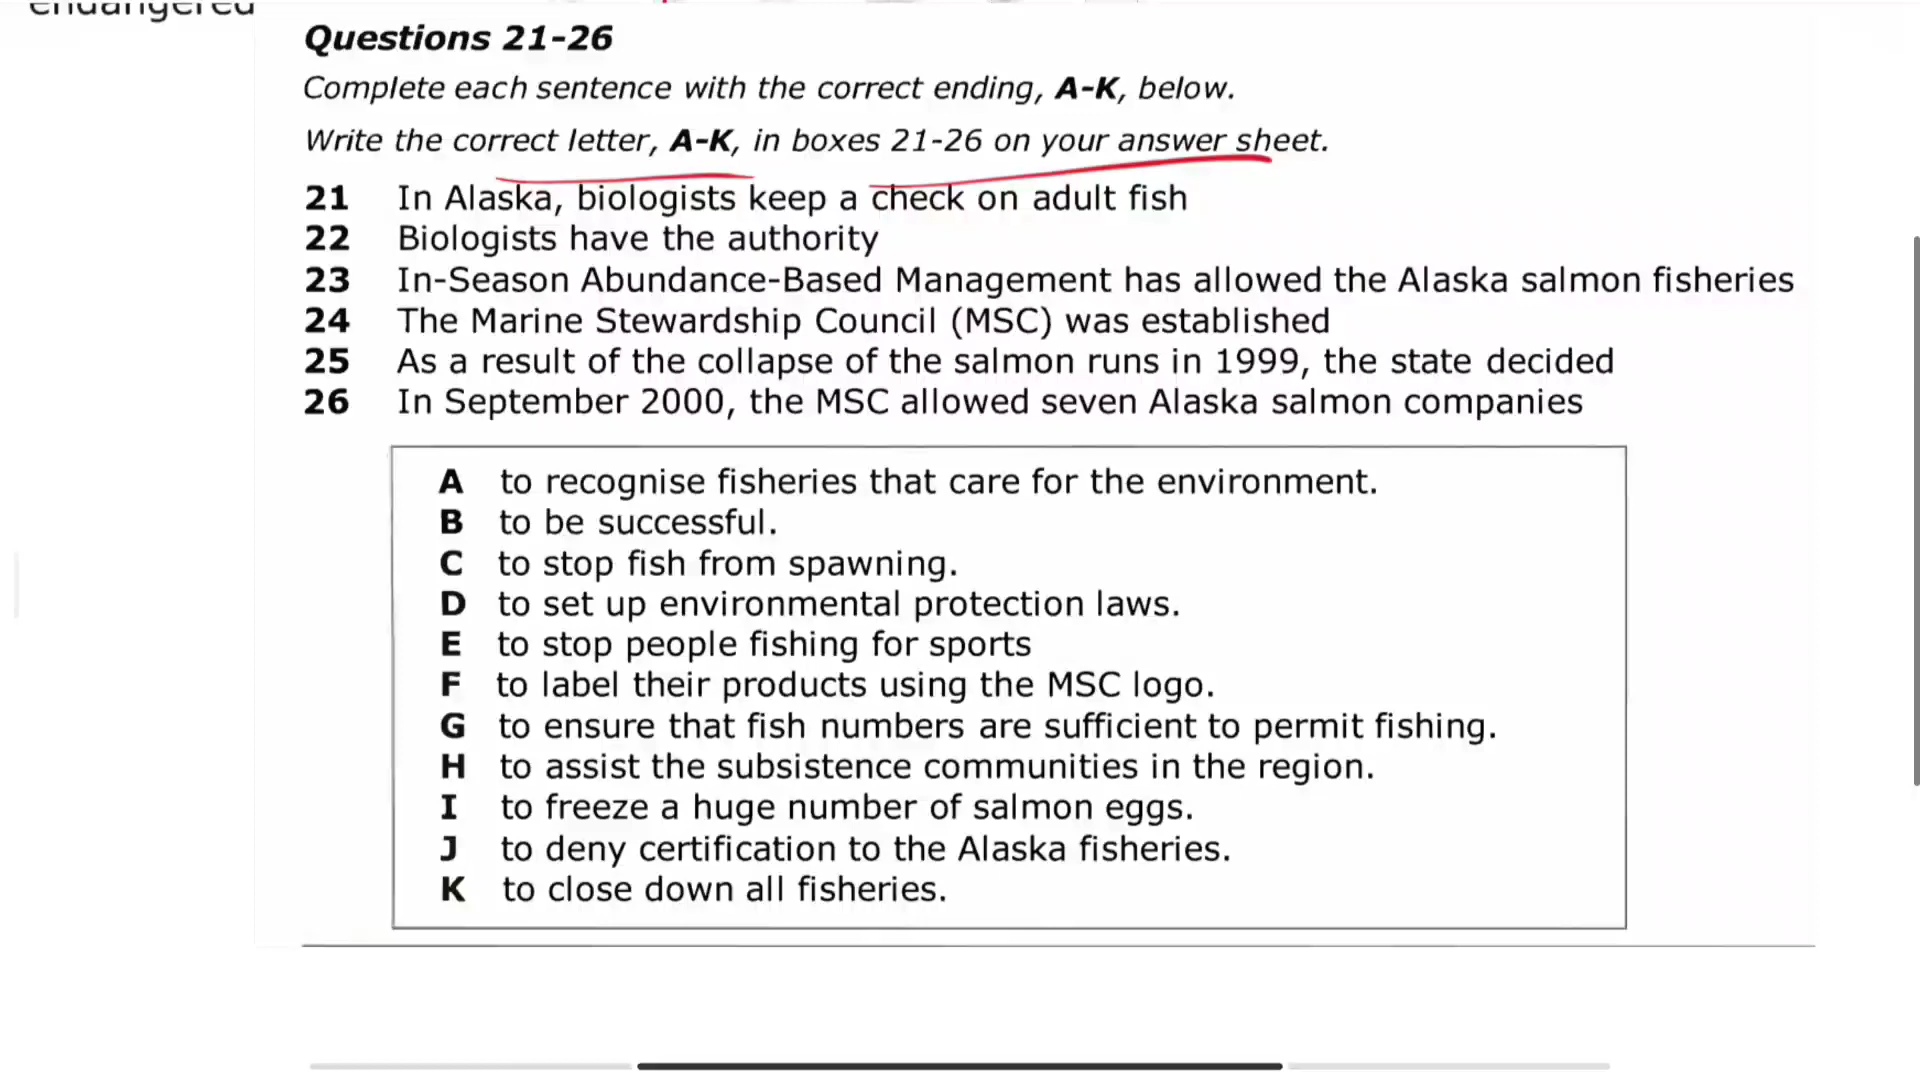 endangered
Questions 21-26
Complete each sentence with the correct ending, A-K, below.
Write the correct letter, A-K, in boxes 21-26 on your answer sheet.
21 In Alaska, biologists keep a check on adult fish
22 Biologists have the authority
23 In-Season Abundance-Based Management has allowed the Alaska salmon fisheries
24 The Marine Stewardship Council (MSC) was established
25 As a result of the collapse of the salmon runs in 1999, the state decided
26 In September 2000, the MSC allowed seven Alaska salmon companies
A to recognise fisheries that care for the environment.
B to be successful.
C to stop fish from spawning.
D to set up environmental protection laws.
E to stop people fishing for sports
F to label their products using the MSC logo.
G to ensure that fish numbers are sufficient to permit fishing.
H to assist the subsistence communities in the region.
I to freeze a huge number of salmon eggs.
J to deny certification to the Alaska fisheries.
K to close down all fisheries.